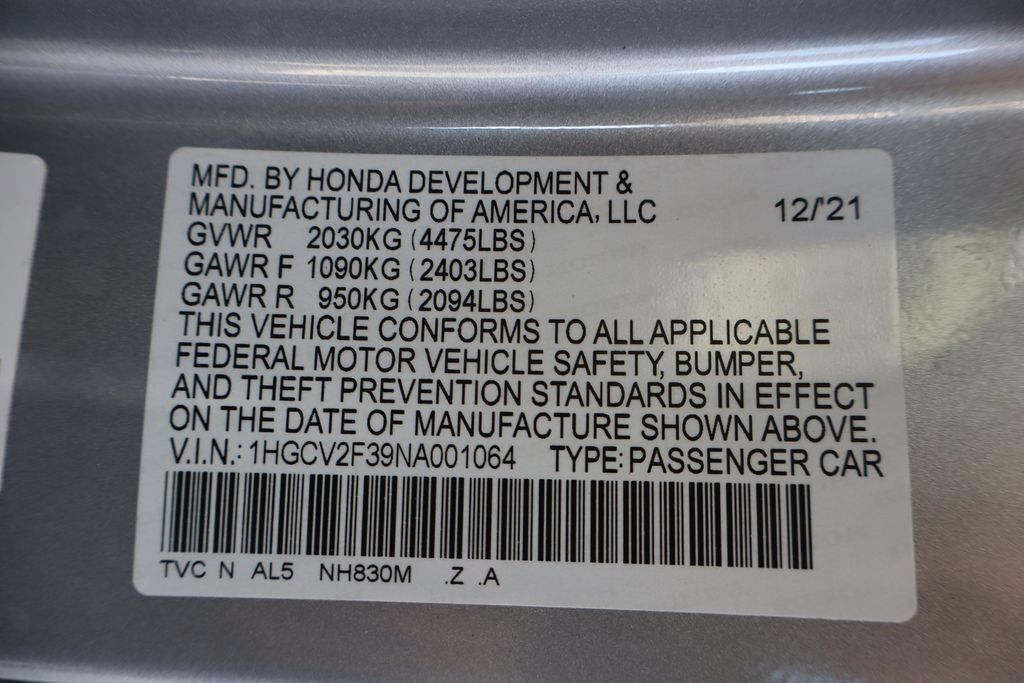 MFD. BY HONDA DEVELOPMENT &
MANUFACTURING OF AMERICA, LLC 12/'21
GVWR 2030KG (4475LBS)
GAWR F 1090KG (2403LBS)
GAWR R 950KG (2094LBS)
THIS VEHICLE CONFORMS TO ALL APPLICABLE
FEDERAL MOTOR VEHICLE SAFETY, BUMPER,
AND THEFT PREVENTION STANDARDS IN EFFECT
ON THE DATE OF MANUFACTURE SHOWN ABOVE.
V.I.N.: 1HGCV2F39NA001064 TYPE: PASSENGER CAR
TVC N AL5 NH830M .Z .A